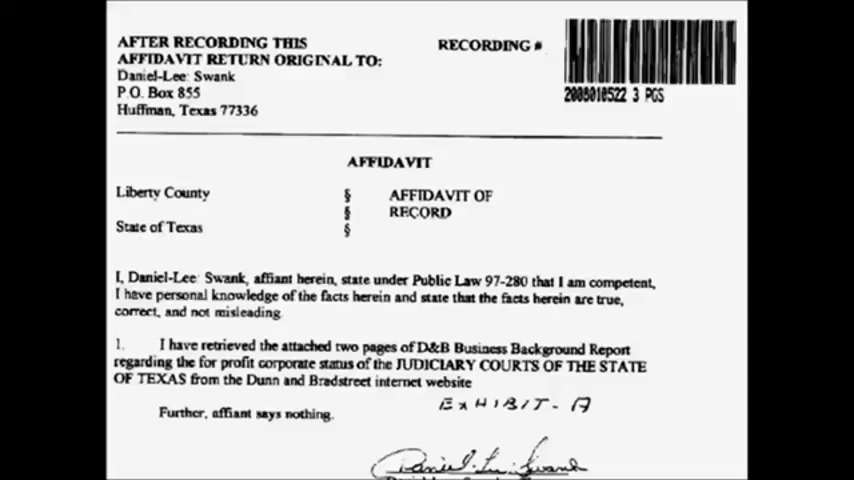 AFTER RECORDING THIS
AFFIDAVIT RETURN ORIGINAL TO:
Daniel-Lee: Swank
P.O. Box 855
Huffman, Texas 77336
RECORDING #
2008010522 3 PGS
AFFIDAVIT
Liberty County § AFFIDAVIT OF
§ RECORD
State of Texas §
I, Daniel-Lee: Swank, affiant herein, state under Public Law 97-280 that I am competent,
I have personal knowledge of the facts herein and state that the facts herein are true,
correct, and not misleading.
1. I have retrieved the attached two pages of D&B Business Background Report
regarding the for profit corporate status of the JUDICIARY COURTS OF THE STATE
OF TEXAS from the Dunn and Bradstreet internet website
EXHIBIT-A
Further, affiant says nothing.
Daniel-Lee: Swank